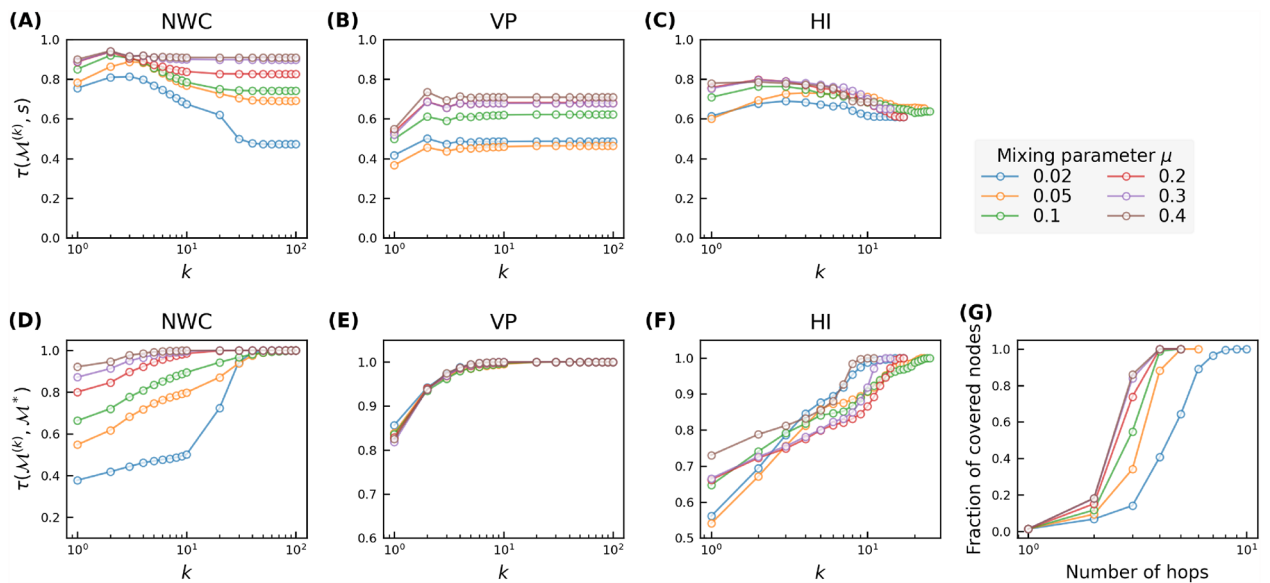 (A) NWC
(B) VP
(C) HI
1.0
0.8
0.6
0.4
0.2
0.0
τ(ℳ⁽ᵏ⁾, s)
10⁰ 10¹ 10²
k
1.0
0.8
0.6
0.4
0.2
0.0
10⁰ 10¹ 10²
k
1.0
0.8
0.6
0.4
0.2
0.0
10⁰ 10¹
k
Mixing parameter μ
0.02 0.2
0.05 0.3
0.1 0.4
(D) NWC
(E) VP
(F) HI
(G)
1.0
0.8
0.6
0.4
0.2
τ(ℳ⁽ᵏ⁾, ℳ*)
10⁰ 10¹ 10²
k
1.0
0.9
0.8
0.7
0.6
10⁰ 10¹ 10²
k
1.0
0.9
0.8
0.7
0.6
0.5
10⁰ 10¹
k
Fraction of covered nodes
1.0
0.8
0.6
0.4
0.2
0.0
10⁰ 10¹
Number of hops